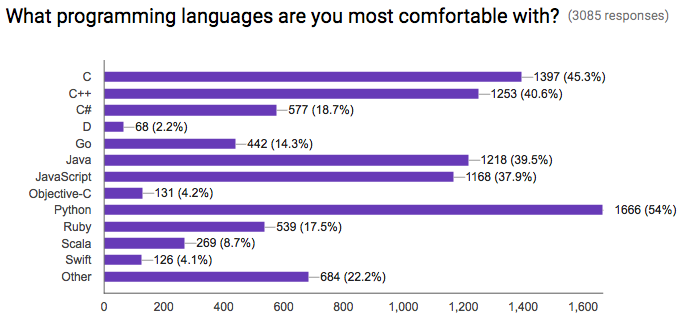 What programming languages are you most comfortable with? (3085 responses)
C 1397 (45.3%)
C++ 1253 (40.6%)
C# 577 (18.7%)
D 68 (2.2%)
Go 442 (14.3%)
Java 1218 (39.5%)
JavaScript 1168 (37.9%)
Objective-C 131 (4.2%)
Python 1666 (54%)
Ruby 539 (17.5%)
Scala 269 (8.7%)
Swift 126 (4.1%)
Other 684 (22.2%)
0 200 400 600 800 1,000 1,200 1,400 1,600